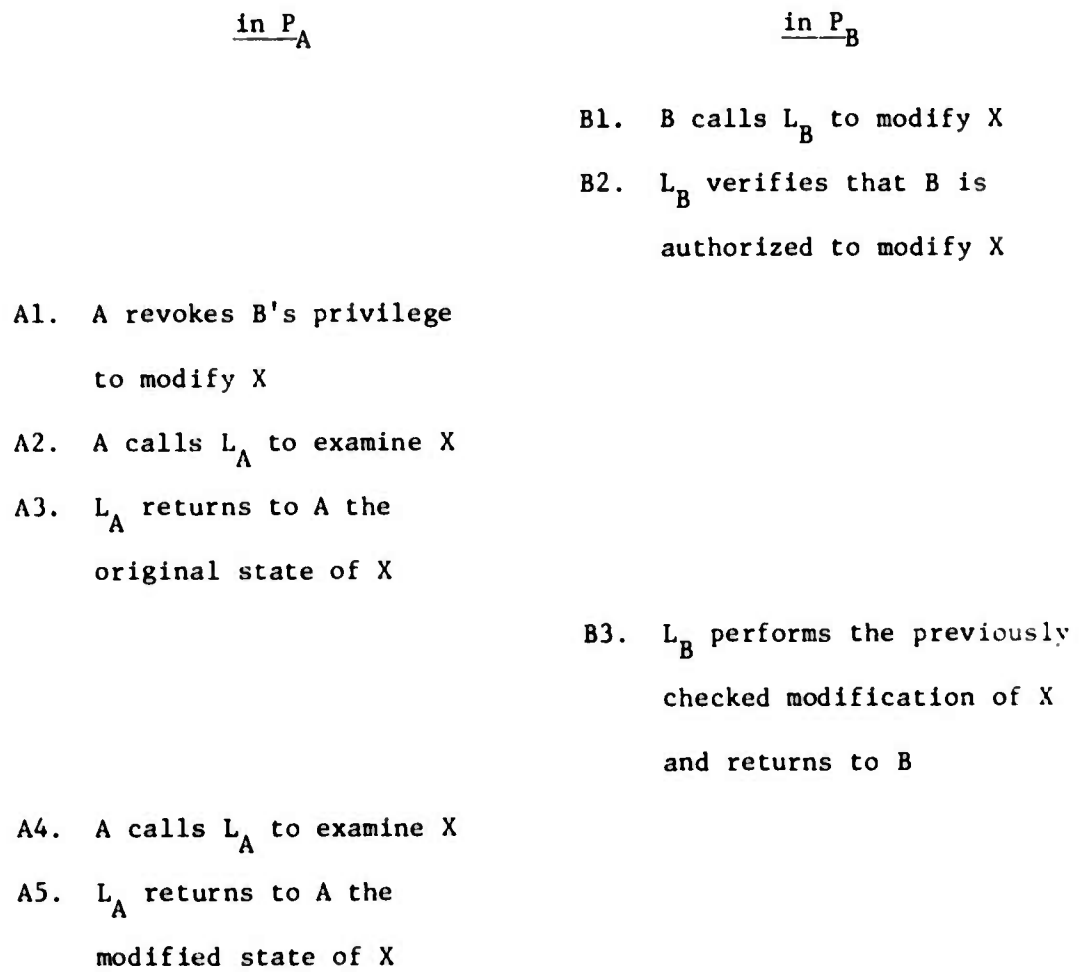 in P_A
in P_B
B1. B calls L_B to modify X
B2. L_B verifies that B is
authorized to modify X
A1. A revokes B's privilege
to modify X
A2. A calls L_A to examine X
A3. L_A returns to A the
original state of X
B3. L_B performs the previously
checked modification of X
and returns to B
A4. A calls L_A to examine X
A5. L_A returns to A the
modified state of X